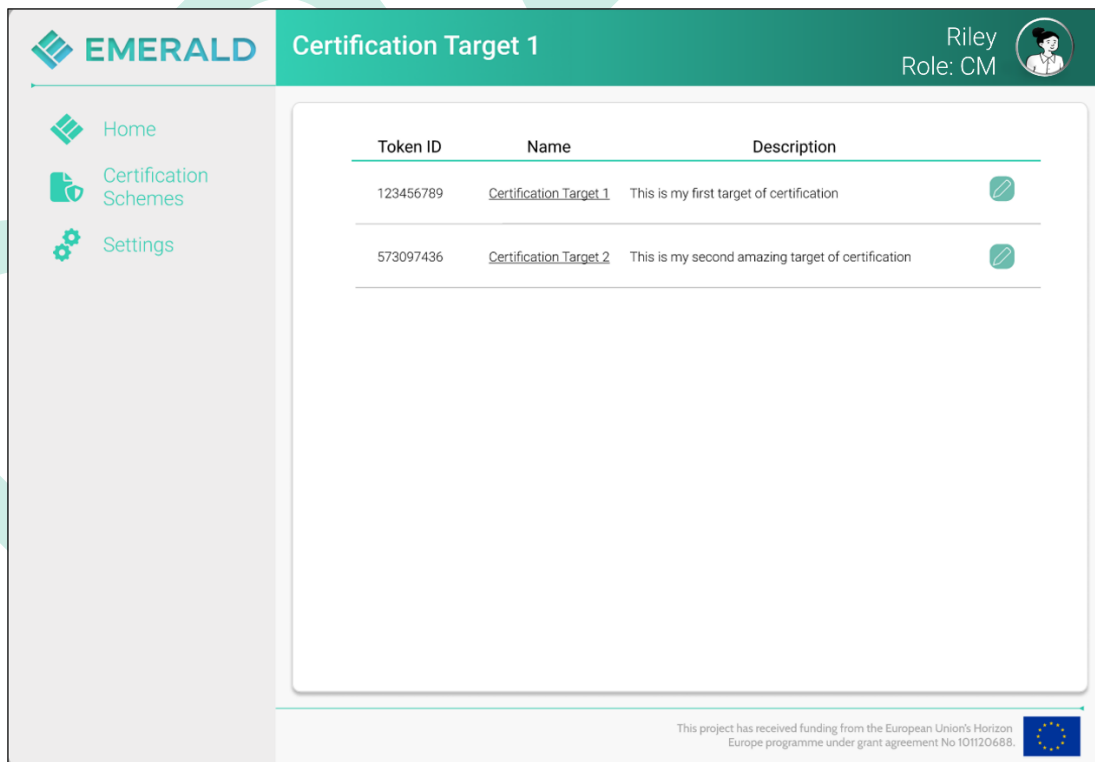 EMERALD
Certification Target 1
Riley
Role: CM
Home
Certification
Schemes
Settings
Token ID Name Description
123456789 Certification Target 1 This is my first target of certification
573097436 Certification Target 2 This is my second amazing target of certification
This project has received funding from the European Union's Horizon
Europe programme under grant agreement No 101120688.